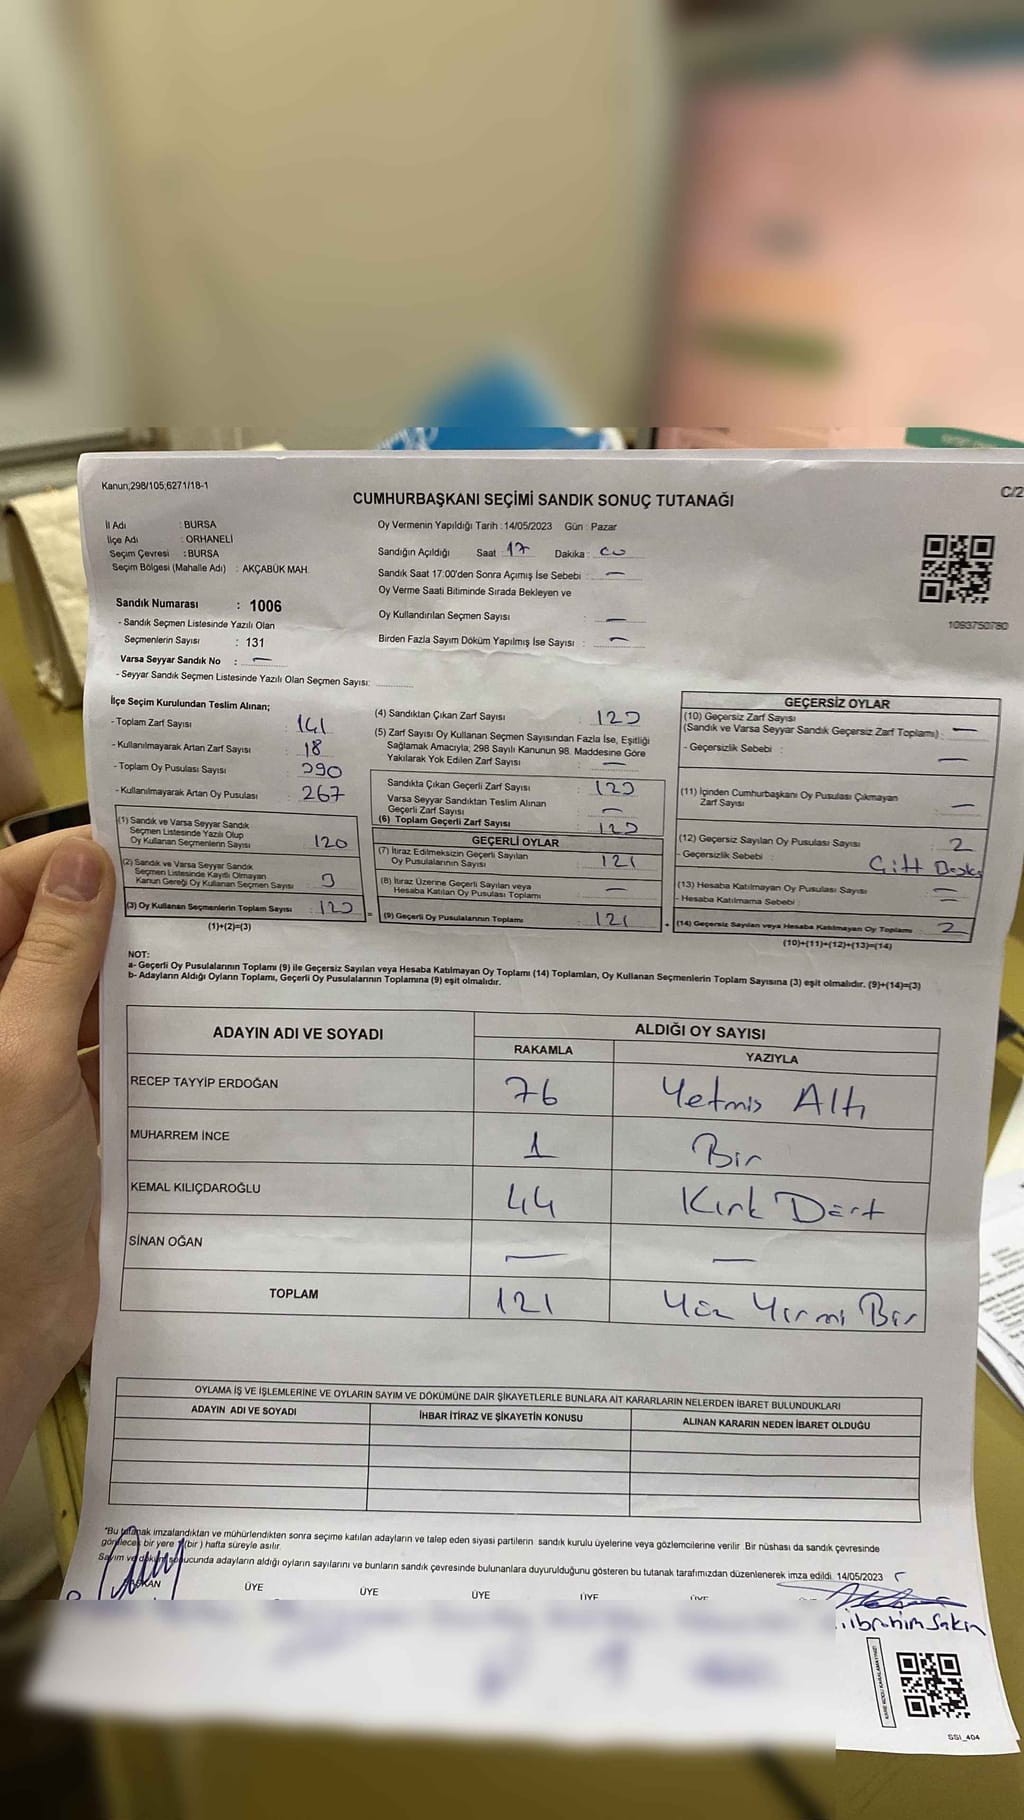 Kanun;298/105;6271/18-1
C/2
CUMHURBAŞKANI SEÇİMİ SANDIK SONUÇ TUTANAĞI
İl Adı : BURSA
İlçe Adı : ORHANELİ
Seçim Çevresi : BURSA
Seçim Bölgesi (Mahalle Adı) : AKÇABÜK MAH.
Sandık Numarası : 1006
- Sandık Seçmen Listesinde Yazılı Olan
Seçmenlerin Sayısı : 131
Varsa Seyyar Sandık No : —
- Seyyar Sandık Seçmen Listesinde Yazılı Olan Seçmen Sayısı:
Oy Vermenin Yapıldığı Tarih : 14/05/2023 Gün : Pazar
Sandığın Açıldığı Saat : 17 Dakika :
Sandık Saat 17:00'den Sonra Açımış İse Sebebi : —
Oy Verme Saati Bitiminde Sırada Bekleyen ve
Oy Kullandırılan Seçmen Sayısı : —
Birden Fazla Sayım Döküm Yapılmış İse Sayısı : —
1093750780
İlçe Seçim Kurulundan Teslim Alınan;
- Toplam Zarf Sayısı : 141
- Kullanılmayarak Artan Zarf Sayısı : 18
- Toplam Oy Pusulası Sayısı : 390
- Kullanılmayarak Artan Oy Pusulası : 267
(1) Sandık ve Varsa Seyyar Sandık
Seçmen Listesinde Yazılı Olup
Oy Kullanan Seçmenlerin Sayısı : 120
(2) Sandık ve Varsa Seyyar Sandık
Seçmen Listesinde Kayıtlı Olmayan
Kanun Gereği Oy Kullanan Seçmen Sayısı : 3
(3) Oy Kullanan Seçmenlerin Toplam Sayısı : 123
(1)+(2)=(3)
(4) Sandıktan Çıkan Zarf Sayısı : 123
(5) Zarf Sayısı Oy Kullanan Seçmen Sayısından Fazla İse, Eşitliği
Sağlamak Amacıyla; 298 Sayılı Kanunun 98. Maddesine Göre
Yakılarak Yok Edilen Zarf Sayısı : —
Sandıkta Çıkan Geçerli Zarf Sayısı : 123
Varsa Seyyar Sandıktan Teslim Alınan
Geçerli Zarf Sayısı : —
(6) Toplam Geçerli Zarf Sayısı : 123
GEÇERLİ OYLAR
(7) İtiraz Edilmeksizin Geçerli Sayılan
Oy Pusulalarının Sayısı : 121
(8) İtiraz Üzerine Geçerli Sayılan veya
Hesaba Katılan Oy Pusulası Toplamı : —
(9) Geçerli Oy Pusulalarının Toplamı : 121
GEÇERSİZ OYLAR
(10) Geçersiz Zarf Sayısı
(Sandık ve Varsa Seyyar Sandık Geçersiz Zarf Toplamı) : —
- Geçersizlik Sebebi : —
(11) İçinden Cumhurbaşkanı Oy Pusulası Çıkmayan
Zarf Sayısı : —
(12) Geçersiz Sayılan Oy Pusulası Sayısı : 2
- Geçersizlik Sebebi :
(13) Hesaba Katılmayan Oy Pusulası Sayısı : —
- Hesaba Katılmama Sebebi : —
(14) Geçersiz Sayılan veya Hesaba Katılmayan Oy Toplamı : 2
(10)+(11)+(12)+(13)=(14)
NOT:
a- Geçerli Oy Pusulalarının Toplamı (9) ile Geçersiz Sayılan veya Hesaba Katılmayan Oy Toplamı (14) Toplamları, Oy Kullanan Seçmenlerin Toplam Sayısına (3) eşit olmalıdır. (9)+(14)=(3)
b- Adayların Aldığı Oyların Toplamı, Geçerli Oy Pusulalarının Toplamına (9) eşit olmalıdır.
ADAYIN ADI VE SOYADI ALDIĞI OY SAYISI
RAKAMLA YAZIYLA
RECEP TAYYİP ERDOĞAN 76 Yetmis Altı
MUHARREM İNCE 1 Bir
KEMAL KILIÇDAROĞLU 44 Kırk Dört
SİNAN OĞAN — —
TOPLAM 121 Yüz Yirmi Bir
OYLAMA İŞ VE İŞLEMLERİNE VE OYLARIN SAYIM VE DÖKÜMÜNE DAİR ŞİKAYETLERLE BUNLARA AİT KARARLARIN NELERDEN İBARET BULUNDUKLARI
ADAYIN ADI VE SOYADI İHBAR İTİRAZ VE ŞİKAYETİN KONUSU ALINAN KARARIN NEDEN İBARET OLDUĞU
"Bu tutanak imzalandıktan ve mühürlendikten sonra seçime katılan adayların ve talep eden siyasi partilerin sandık kurulu üyelerine veya gözlemcilerine verilir. Bir nüshası da sandık çevresinde
görülecek bir yere 1(bir) hafta süreyle asılır.
Sayım ve döküm sonucunda adayların aldığı oyların sayılarını ve bunların sandık çevresinde bulunanlara duyurulduğunu gösteren bu tutanak tarafımızdan düzenlenerek imza edildi. 14/05/2023
BAŞKAN ÜYE ÜYE ÜYE ÜYE ÜYE
ibrahim Sakin
SSI_404